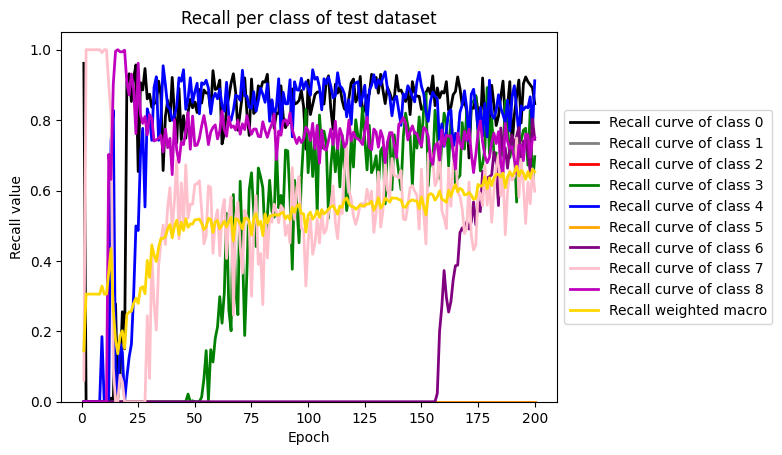 Recall per class of test dataset
1.0
0.8
0.6
0.4
0.2
0.0
Recall value
0
25
50
75
100
125
150
175
200
Epoch
Recall curve of class 0
Recall curve of class 1
Recall curve of class 2
Recall curve of class 3
Recall curve of class 4
Recall curve of class 5
Recall curve of class 6
Recall curve of class 7
Recall curve of class 8
Recall weighted macro